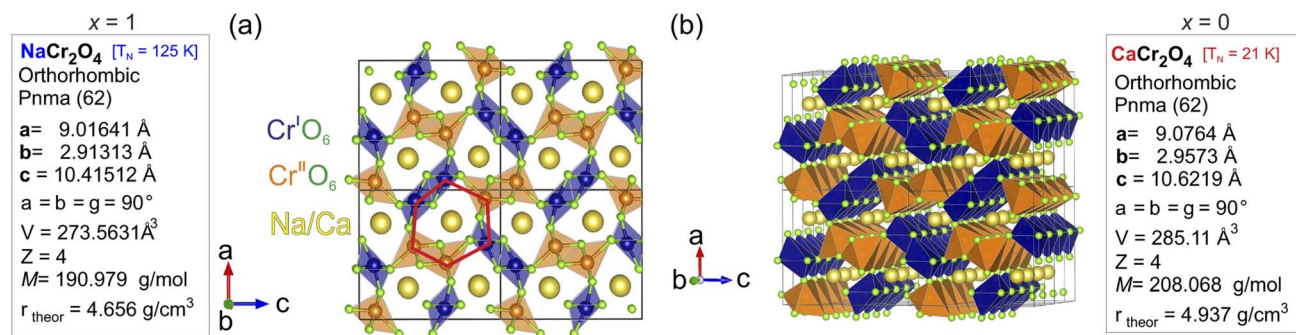 x = 1
NaCr₂O₄ [T_N = 125 K]
Orthorhombic
Pnma (62)
a= 9.01641 Å
b= 2.91313 Å
c = 10.41512 Å
a = b = g = 90°
V = 273.5631Å³
Z = 4
M= 190.979 g/mol
r theor = 4.656 g/cm³
(a)
CrᴵO₆
CrᴵᴵO₆
Na/Ca
a
b
c
(b)
a
b
c
x = 0
CaCr₂O₄ [T_N = 21 K]
Orthorhombic
Pnma (62)
a= 9.0764 Å
b= 2.9573 Å
c = 10.6219 Å
a = b = g = 90°
V = 285.11 Å³
Z = 4
M= 208.068 g/mol
r theor = 4.937 g/cm³